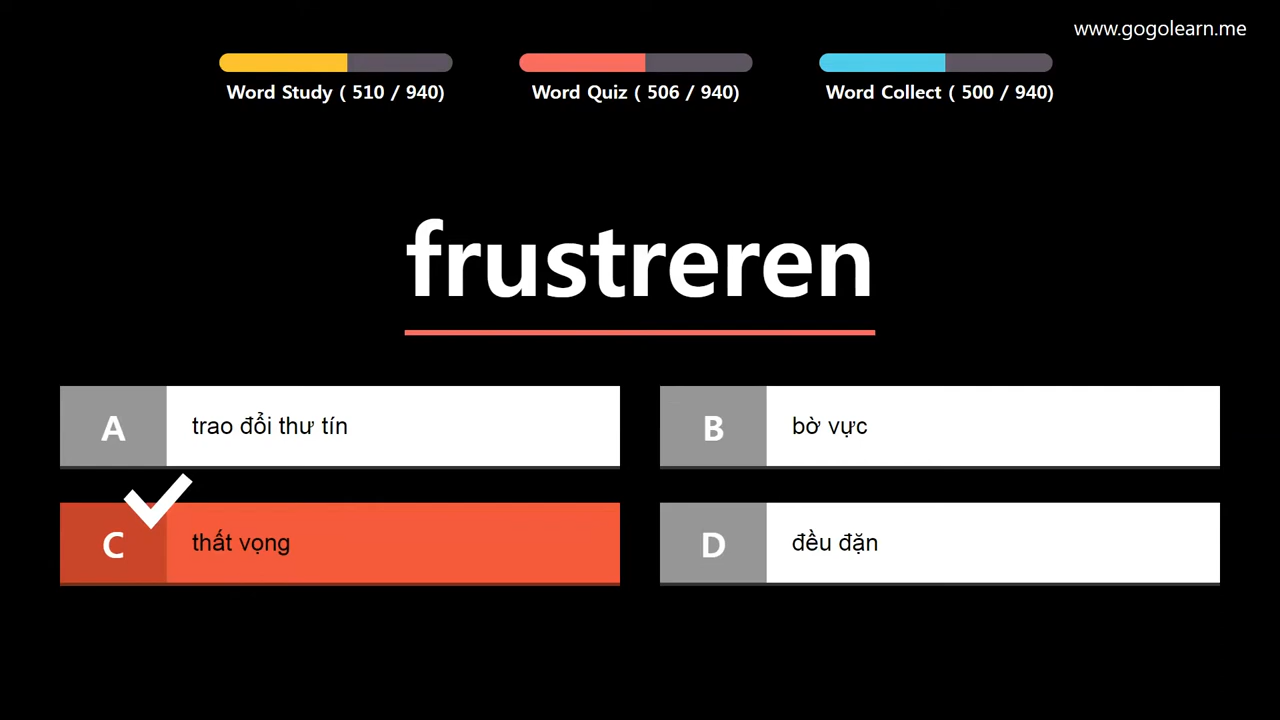 www.gogolearn.me
Word Study ( 510 / 940)
Word Quiz ( 506 / 940)
Word Collect ( 500 / 940)
frustreren
A
trao đổi thư tín
B
bờ vực
C
thất vọng
D
đều đặn